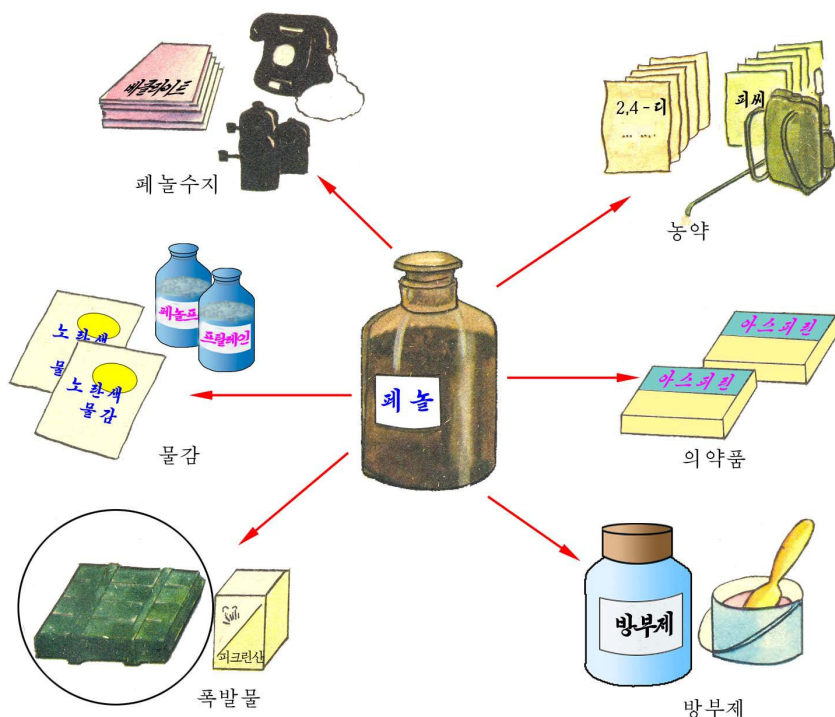 베클라이트
페놀수지
2,4-디
피씨
농약
페놀프
프탈레인
노란색
물
노란색
물감
물감
페놀
아스피린
아스피린
의약품
피크린산
폭발물
방부제
방부제